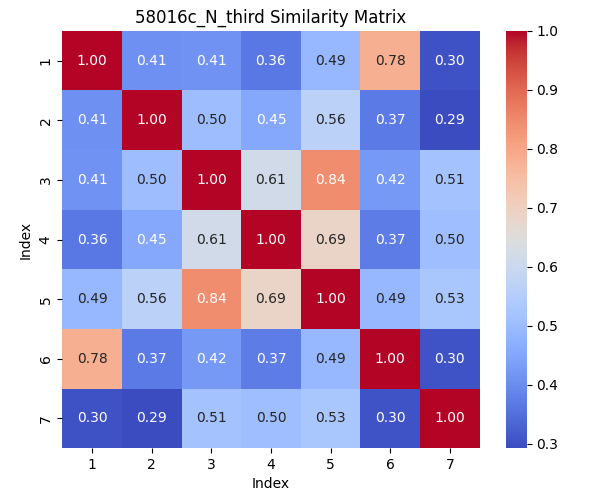 58016c_N_third Similarity Matrix
1 1.00 0.41 0.41 0.36 0.49 0.78 0.30
2 0.41 1.00 0.50 0.45 0.56 0.37 0.29
3 0.41 0.50 1.00 0.61 0.84 0.42 0.51
4 0.36 0.45 0.61 1.00 0.69 0.37 0.50
5 0.49 0.56 0.84 0.69 1.00 0.49 0.53
6 0.78 0.37 0.42 0.37 0.49 1.00 0.30
7 0.30 0.29 0.51 0.50 0.53 0.30 1.00
1 2 3 4 5 6 7
Index
Index
1.0
0.9
0.8
0.7
0.6
0.5
0.4
0.3